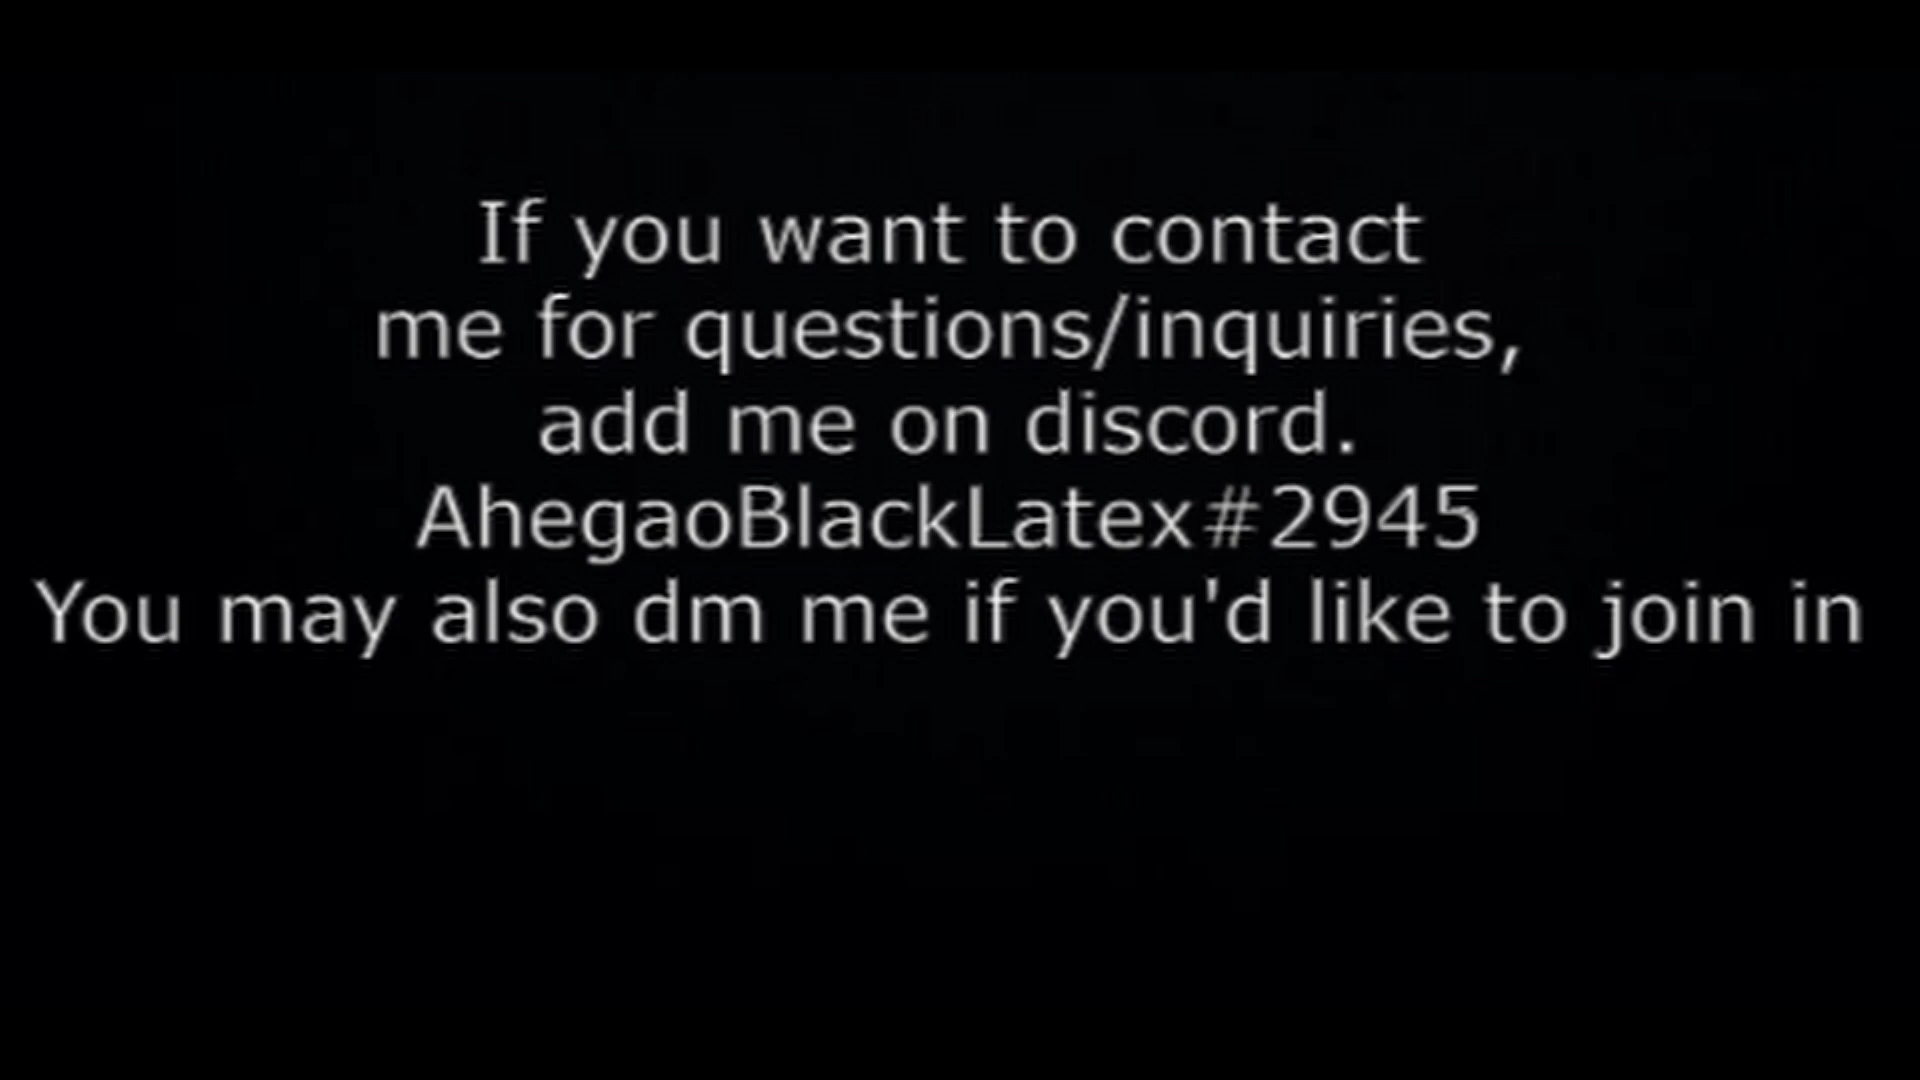 If you want to contact
me for questions/inquiries,
add me on discord.
AhegaoBlackLatex#2945
You may also dm me if you'd like to join in